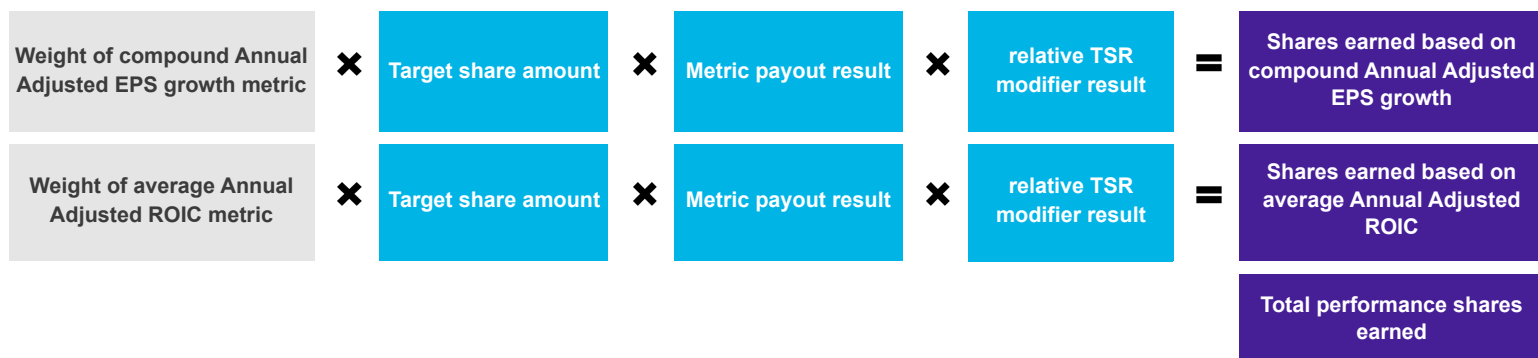 Weight of compound Annual
Adjusted EPS growth metric
×
Target share amount
×
Metric payout result
×
relative TSR
modifier result
=
Shares earned based on
compound Annual Adjusted
EPS growth
Weight of average Annual
Adjusted ROIC metric
×
Target share amount
×
Metric payout result
×
relative TSR
modifier result
=
Shares earned based on
average Annual Adjusted
ROIC
Total performance shares
earned